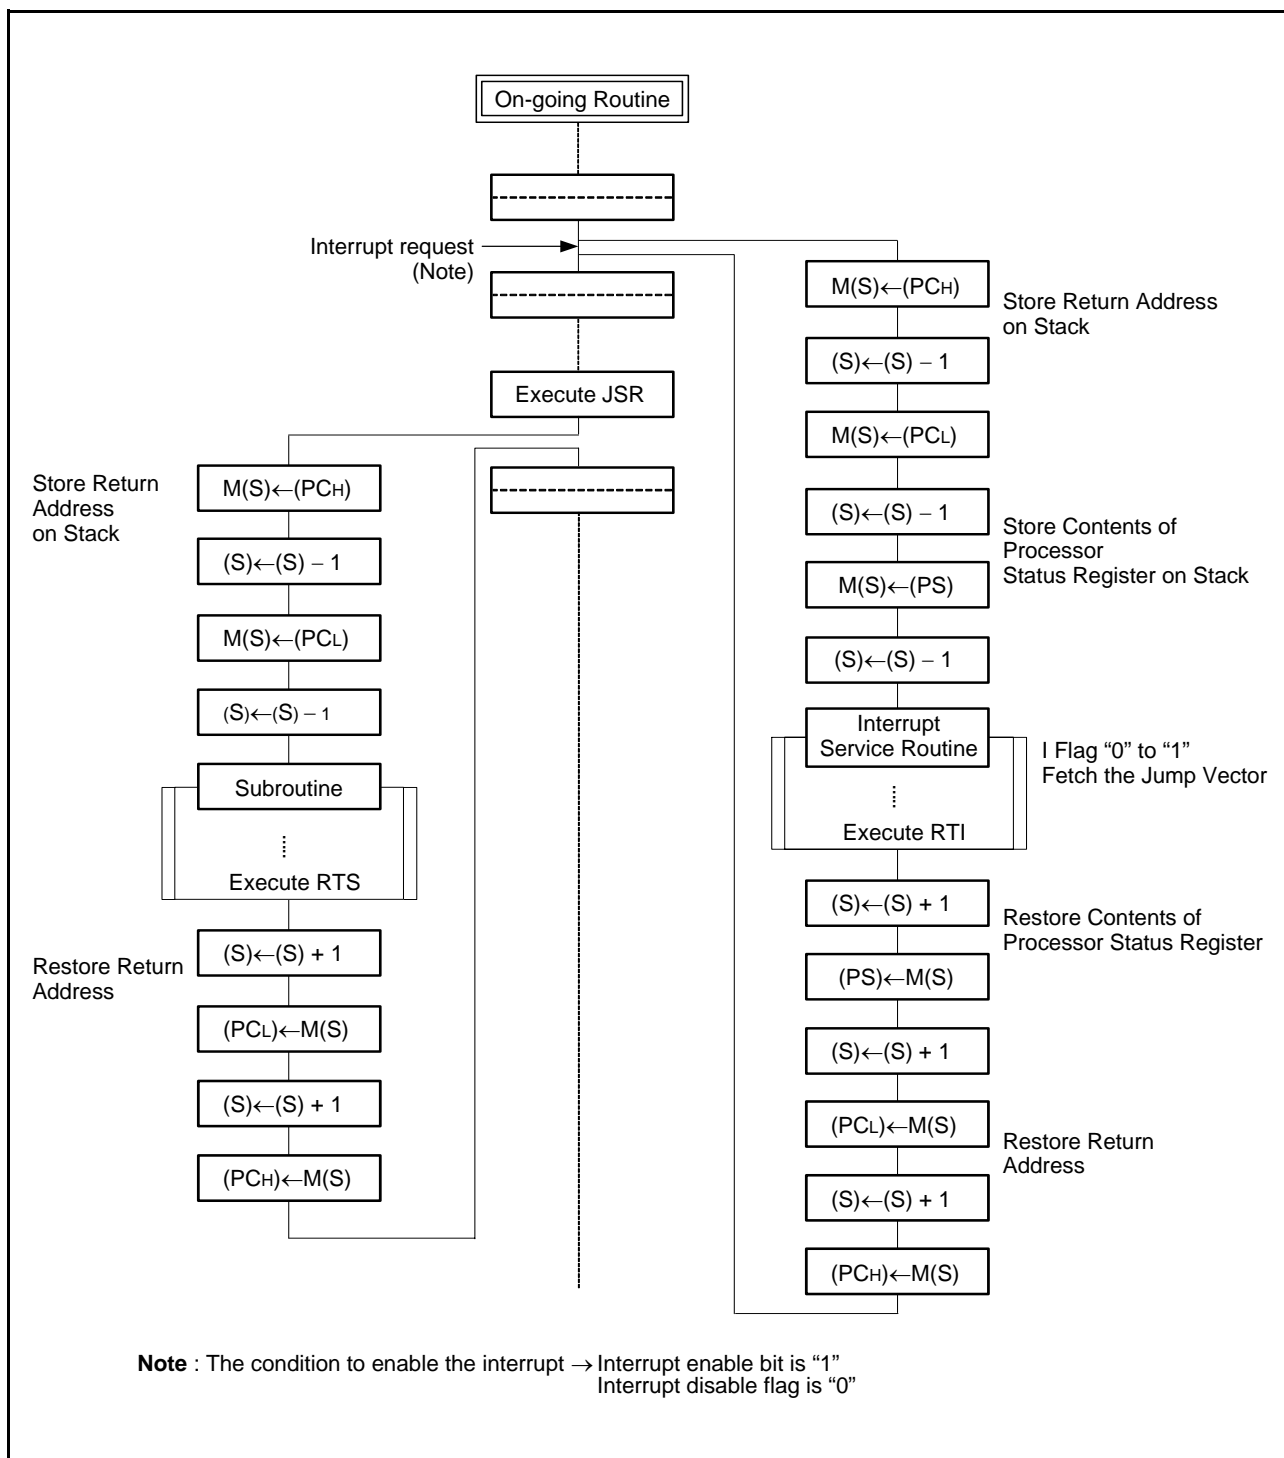 On-going Routine
Interrupt request
(Note)
Execute JSR
Store Return
Address
on Stack
M(S)←(PCH)
(S)←(S) – 1
M(S)←(PCL)
(S)←(S) – 1
Subroutine
Execute RTS
Restore Return
Address
(S)←(S) + 1
(PCL)←M(S)
(S)←(S) + 1
(PCH)←M(S)
M(S)←(PCH)
Store Return Address
on Stack
(S)←(S) – 1
M(S)←(PCL)
(S)←(S) – 1
Store Contents of
Processor
Status Register on Stack
M(S)←(PS)
(S)←(S) – 1
Interrupt
Service Routine
I Flag “0” to “1”
Fetch the Jump Vector
Execute RTI
(S)←(S) + 1
Restore Contents of
Processor Status Register
(PS)←M(S)
(S)←(S) + 1
(PCL)←M(S)
Restore Return
Address
(S)←(S) + 1
(PCH)←M(S)
Note : The condition to enable the interrupt → Interrupt enable bit is “1”
Interrupt disable flag is “0”